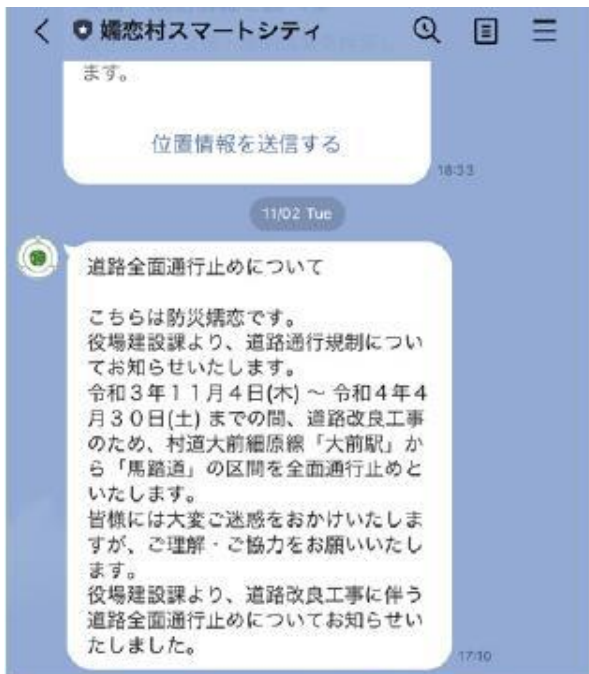 嬬恋村スマートシティ
ます。
位置情報を送信する
18:33
11/02 Tue
道路全面通行止めについて
こちらは防災嬬恋です。
役場建設課より、道路通行規制につい
てお知らせいたします。
令和3年11月4日(木) ~ 令和4年4
月30日(土) までの間、道路改良工事
のため、村道大前細原線「大前駅」か
ら「馬踏道」の区間を全面通行止めと
いたします。
皆様には大変ご迷惑をおかけいたしま
すが、ご理解・ご協力をお願いいたし
ます。
役場建設課より、道路改良工事に伴う
道路全面通行止めについてお知らせい
たしました。
17:10